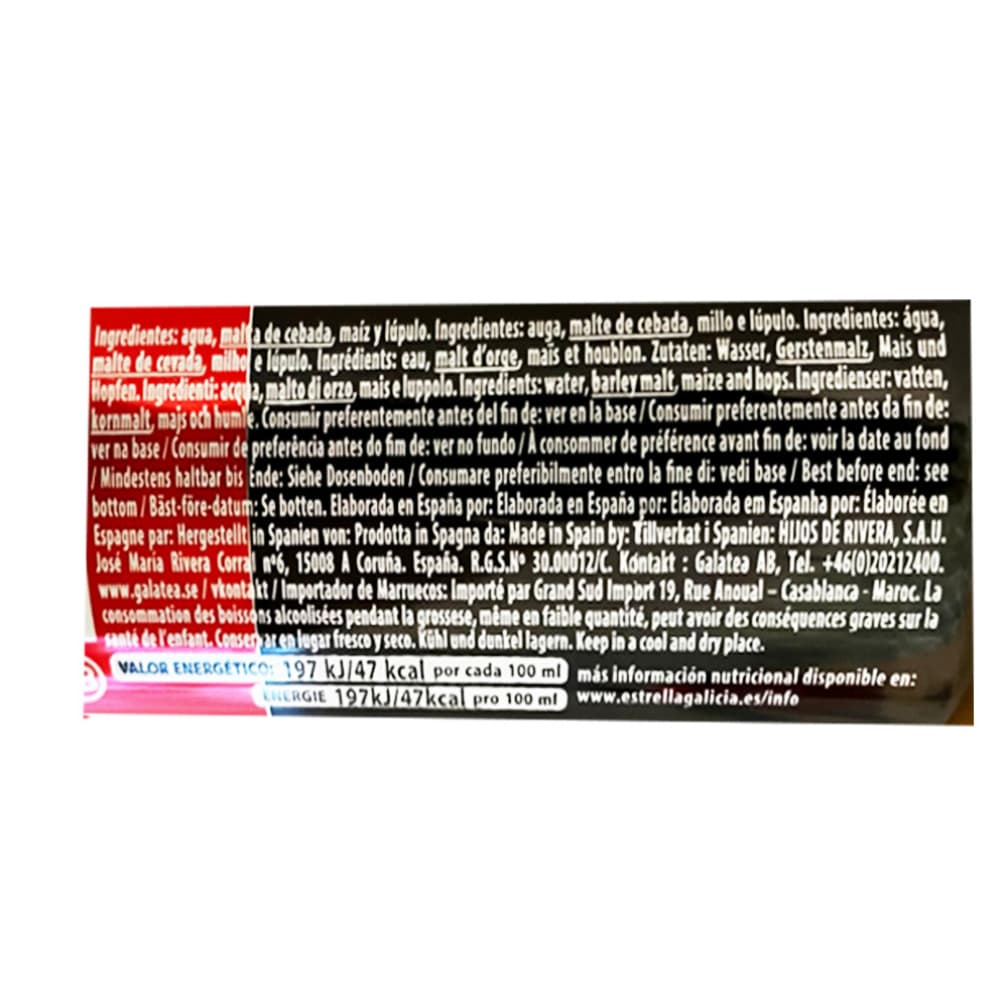 Ingredientes: agua, malta de cebada, maíz y lúpulo. Ingredientes: auga, malte de cebada, millo e lúpulo. Ingredientes: água,
malte de cevada, milho e lúpulo. Ingrédients: eau, malt d'orge, maïs et houblon. Zutaten: Wasser, Gerstenmalz, Mais und
Hopfen. Ingredienti: acqua, malto di orzo, mais e luppolo. Ingredients: water, barley malt, maize and hops. Ingredienser: vatten,
kornmalt, majs och humle. Consumir preferentemente antes del fin de: ver en la base / Consumir preferentemente antes da fin de:
ver na base / Consumir de preferência antes do fim de: ver no fundo / À consommer de préférence avant fin de: voir la date au fond
/ Mindestens haltbar bis Ende: Siehe Dosenboden / Consumare preferibilmente entro la fine di: vedi base / Best before end: see
bottom / Bäst-före-datum: Se botten. Elaborada en España por: Elaborada en España por: Elaborada em Espanha por: Élaborée en
Espagne par: Hergestellt in Spanien von: Prodotta in Spagna da: Made in Spain by: Tillverkat i Spanien: HIJOS DE RIVERA, S.A.U.
José María Rivera Corral nº6, 15008 A Coruña. España. R.G.S.Nº 30.00012/C. Kontakt : Galatea AB, Tel. +46(0)20212400.
www.galatea.se / vkontakt / Importador de Marruecos: Importé par Grand Sud Import 19, Rue Anoual – Casablanca - Maroc. La
consommation des boissons alcoolisées pendant la grossese, même en faible quantité, peut avoir des conséquences graves sur la
santé de l'enfant. Conservar en lugar fresco y seco. Kühl und dunkel lagern. Keep in a cool and dry place.
VALOR ENERGÉTICO: 197 kJ/47 kcal por cada 100 ml más información nutricional disponible en:
ENERGIE 197kJ/47kcal pro 100 ml www.estrellagalicia.es/info